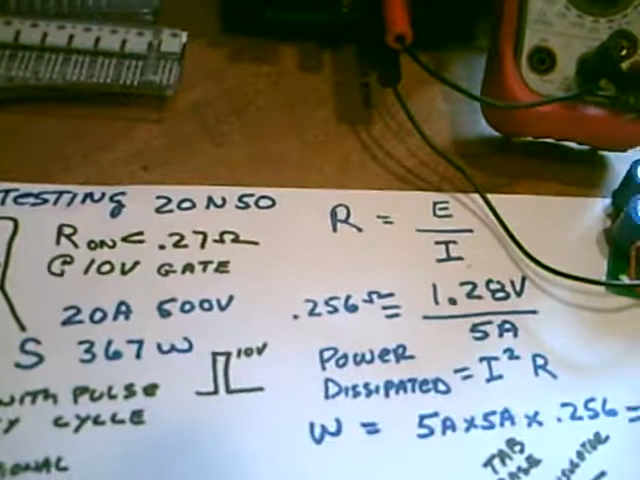 TESTING 20N50
RON < .27Ω
@ 10V GATE
20A 500V
S 367W
10V
WITH PULSE
Y CYCLE
IONAL
R = E
I
.256Ω = 1.28V
5A
POWER
DISSIPATED = I² R
W = 5A x 5A x .256 =
TAB